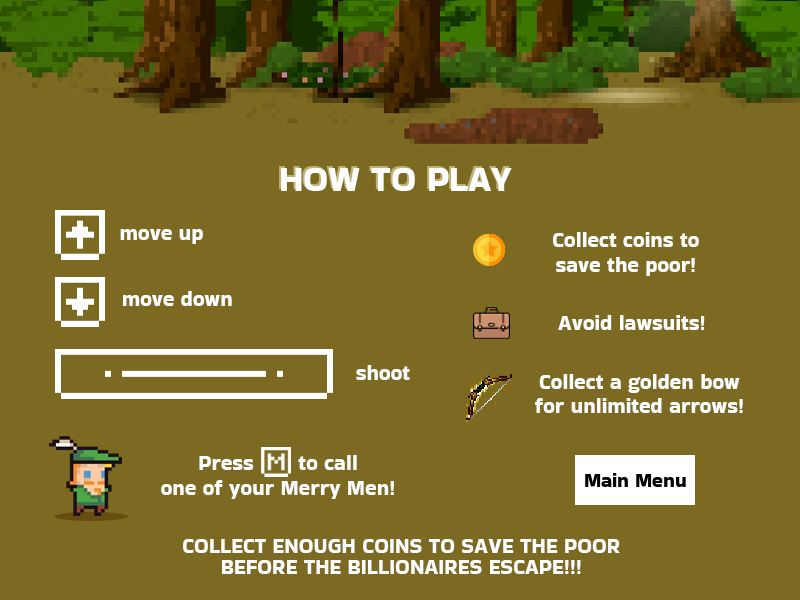 HOW TO PLAY
move up
move down
shoot
Press M to call
one of your Merry Men!
Collect coins to
save the poor!
Avoid lawsuits!
Collect a golden bow
for unlimited arrows!
Main Menu
COLLECT ENOUGH COINS TO SAVE THE POOR
BEFORE THE BILLIONAIRES ESCAPE!!!